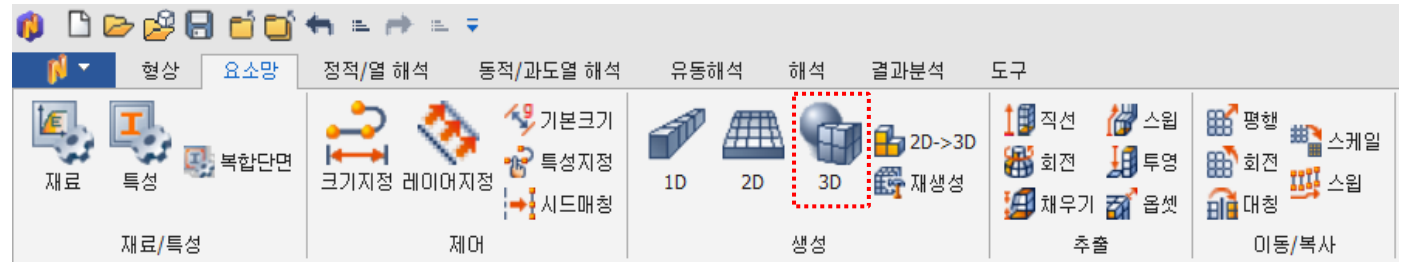 형상 요소망 정적/열 해석 동적/과도열 해석 유동해석 해석 결과분석 도구
재료 특성 복합단면
재료/특성
크기지정 레이어지정 기본크기
특성지정
시드매칭
제어
1D 2D 3D 2D->3D
재생성
생성
직선 스윕
회전 투영
채우기 옵셋
추출
평행 스케일
회전 스윕
대칭
이동/복사